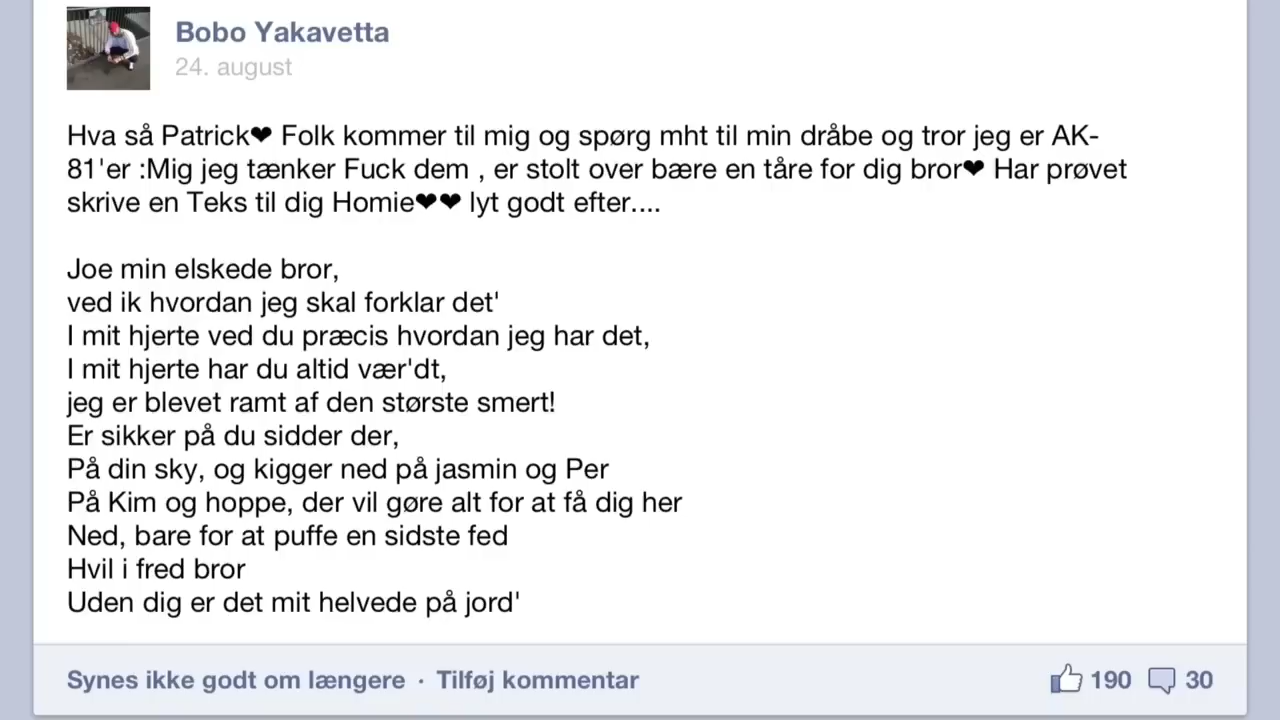 Bobo Yakavetta
24. august
Hva så Patrick❤ Folk kommer til mig og spørg mht til min dråbe og tror jeg er AK-
81'er :Mig jeg tænker Fuck dem , er stolt over bære en tåre for dig bror❤ Har prøvet
skrive en Teks til dig Homie❤❤ lyt godt efter....
Joe min elskede bror,
ved ik hvordan jeg skal forklar det'
I mit hjerte ved du præcis hvordan jeg har det,
I mit hjerte har du altid vær'dt,
jeg er blevet ramt af den største smert!
Er sikker på du sidder der,
På din sky, og kigger ned på jasmin og Per
På Kim og hoppe, der vil gøre alt for at få dig her
Ned, bare for at puffe en sidste fed
Hvil i fred bror
Uden dig er det mit helvede på jord'
Synes ikke godt om længere · Tilføj kommentar 190 30